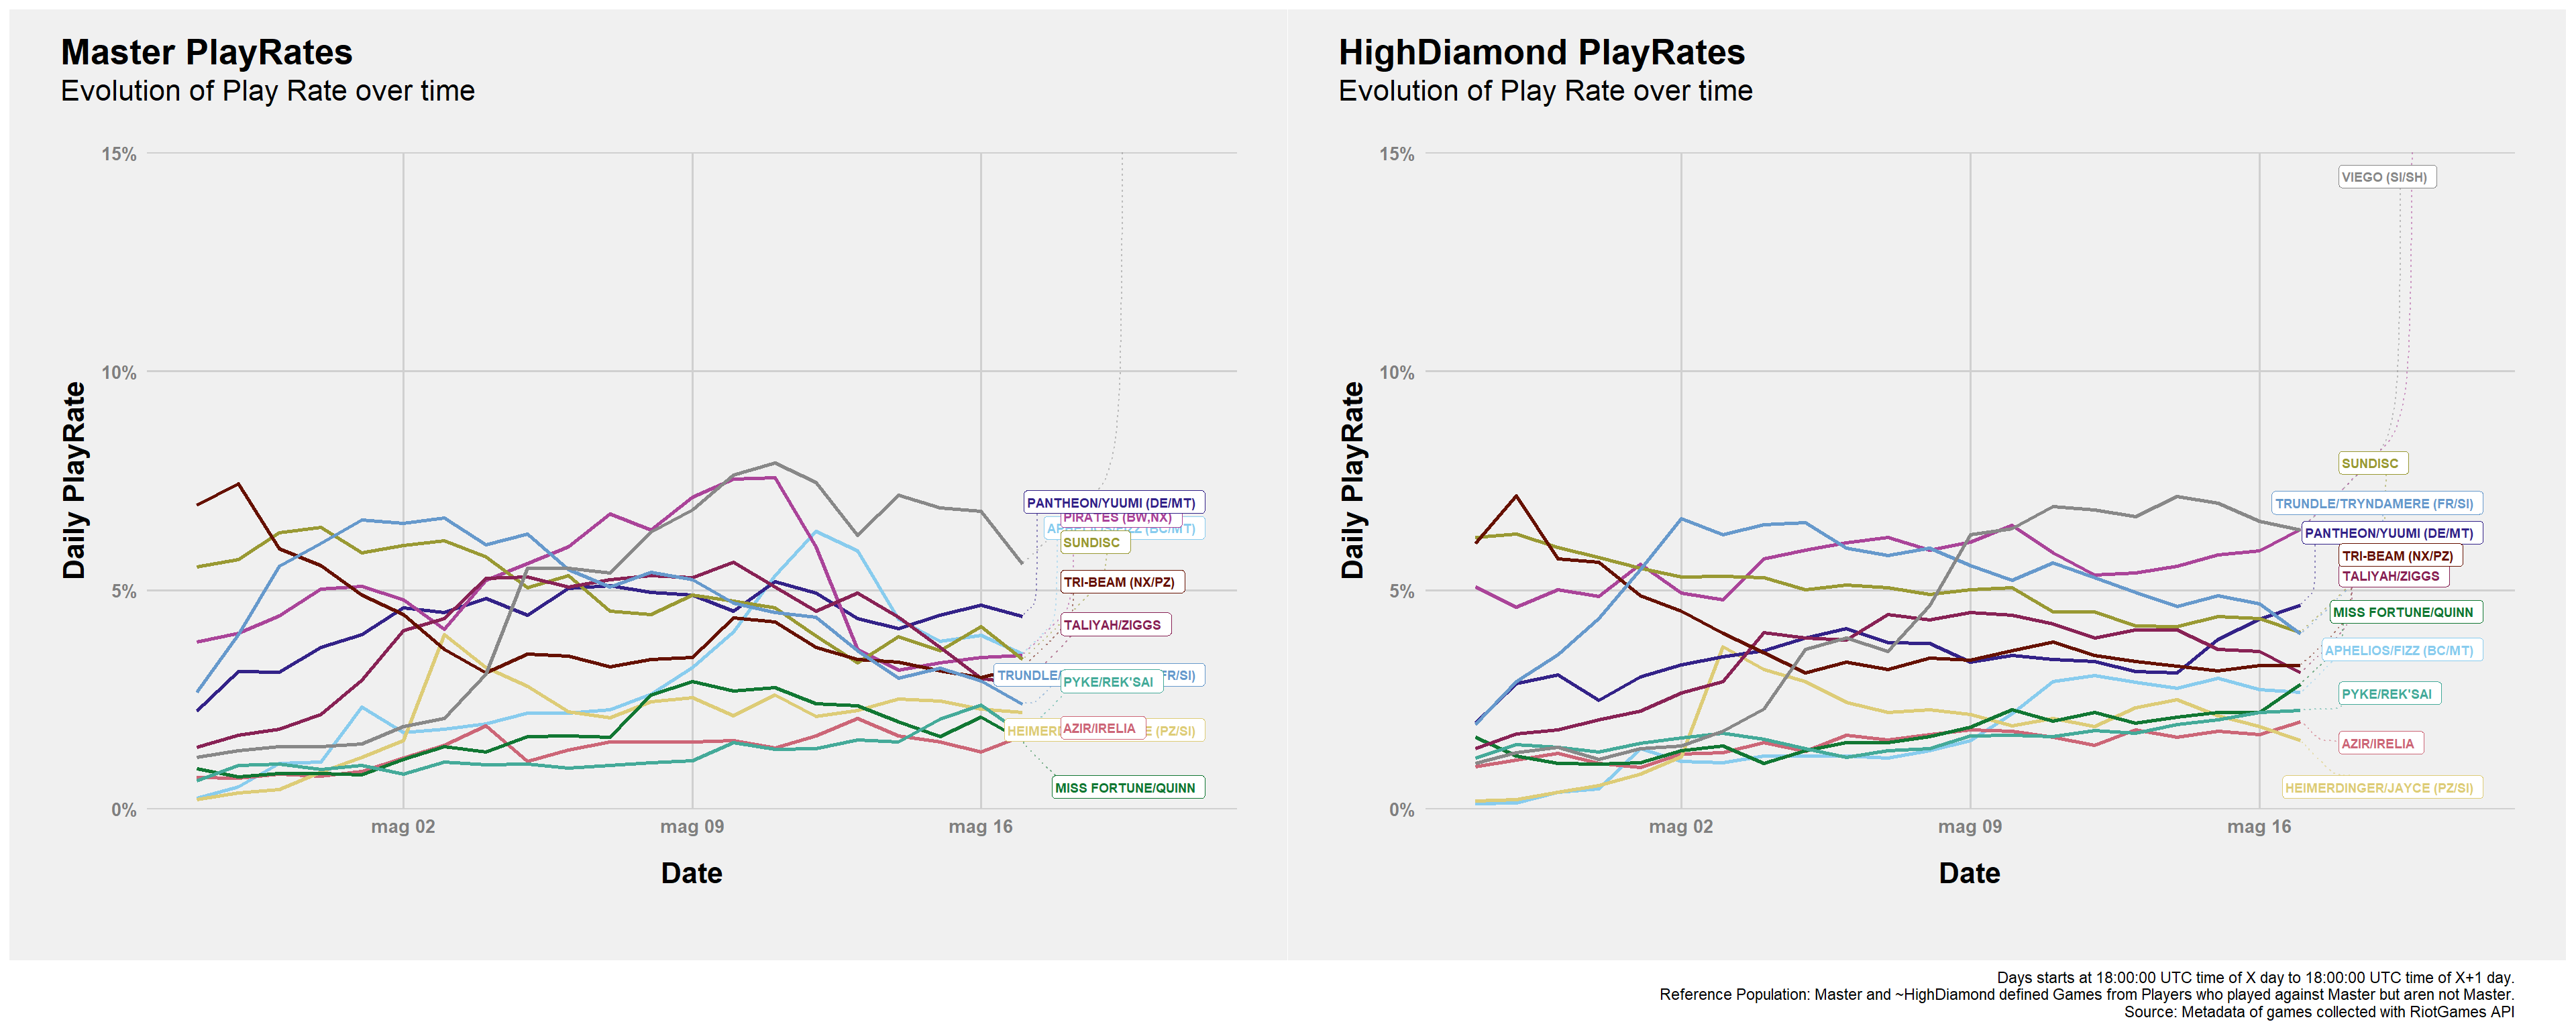 Master PlayRates
Evolution of Play Rate over time
15%
10%
5%
0%
Daily PlayRate
mag 02
mag 09
mag 16
Date
PANTHEON/YUUMI (DE/MT)
PIRATES (BW,NX)
(BC/MT)
SUNDISC
TRI-BEAM (NX/PZ)
TALIYAH/ZIGGS
TRUNDLE/
FR/SI)
PYKE/REK'SAI
AZIR/IRELIA
(PZ/SI)
MISS FORTUNE/QUINN
HighDiamond PlayRates
Evolution of Play Rate over time
15%
10%
5%
0%
Daily PlayRate
mag 02
mag 09
mag 16
Date
VIEGO (SI/SH)
SUNDISC
TRUNDLE/TRYNDAMERE (FR/SI)
PANTHEON/YUUMI (DE/MT)
TRI-BEAM (NX/PZ)
TALIYAH/ZIGGS
MISS FORTUNE/QUINN
APHELIOS/FIZZ (BC/MT)
PYKE/REK'SAI
AZIR/IRELIA
HEIMERDINGER/JAYCE (PZ/SI)
Days starts at 18:00:00 UTC time of X day to 18:00:00 UTC time of X+1 day.
Reference Population: Master and ~HighDiamond defined Games from Players who played against Master but aren not Master.
Source: Metadata of games collected with RiotGames API